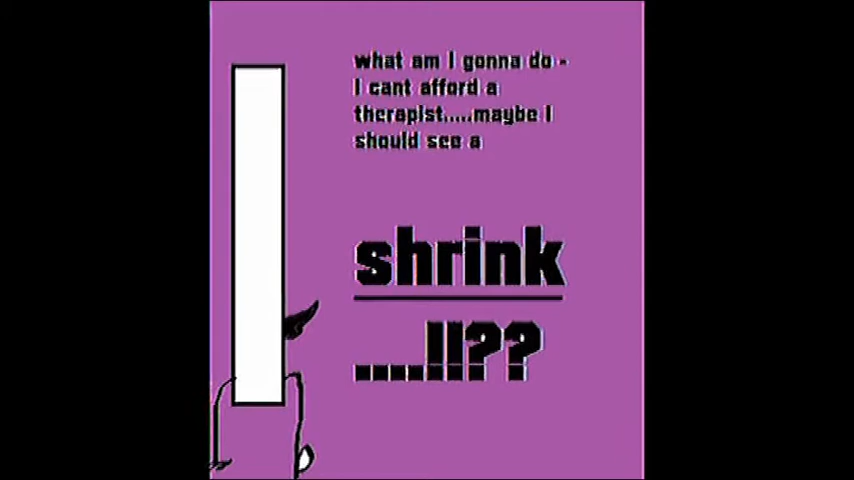 what am I gonna do -
I cant afford a
therapist.....maybe I
should see a
shrink
....!!??